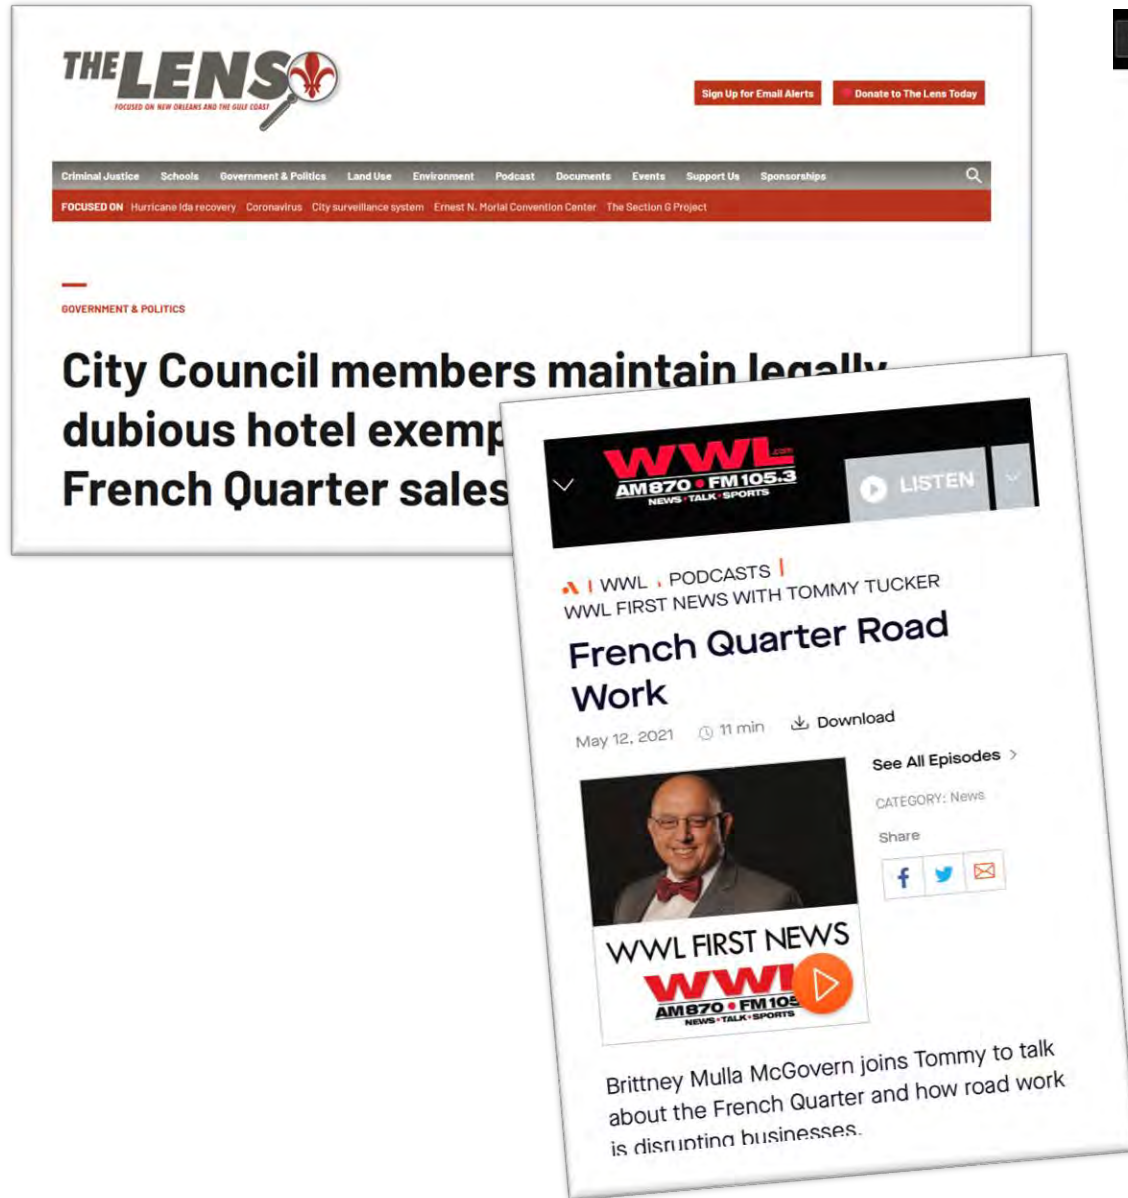 THE LENS
FOCUSED ON NEW ORLEANS AND THE GULF COAST
Sign Up for Email Alerts Donate to The Lens Today
Criminal Justice Schools Government & Politics Land Use Environment Podcast Documents Events Support Us Sponsorships
FOCUSED ON Hurricane Ida recovery Coronavirus City surveillance system Ernest N. Morial Convention Center The Section G Project
GOVERNMENT & POLITICS
City Council members maintain legally
dubious hotel exemp
French Quarter sales
WWL.com
AM870 • FM105.3
NEWS • TALK • SPORTS
LISTEN
WWL PODCASTS
WWL FIRST NEWS WITH TOMMY TUCKER
French Quarter Road
Work
May 12, 2021 11 min Download
See All Episodes >
CATEGORY: News
Share
WWL FIRST NEWS
WWL
AM870 • FM105
NEWS • TALK • SPORTS
Brittney Mulla McGovern joins Tommy to talk
about the French Quarter and how road work
is disrupting businesses.